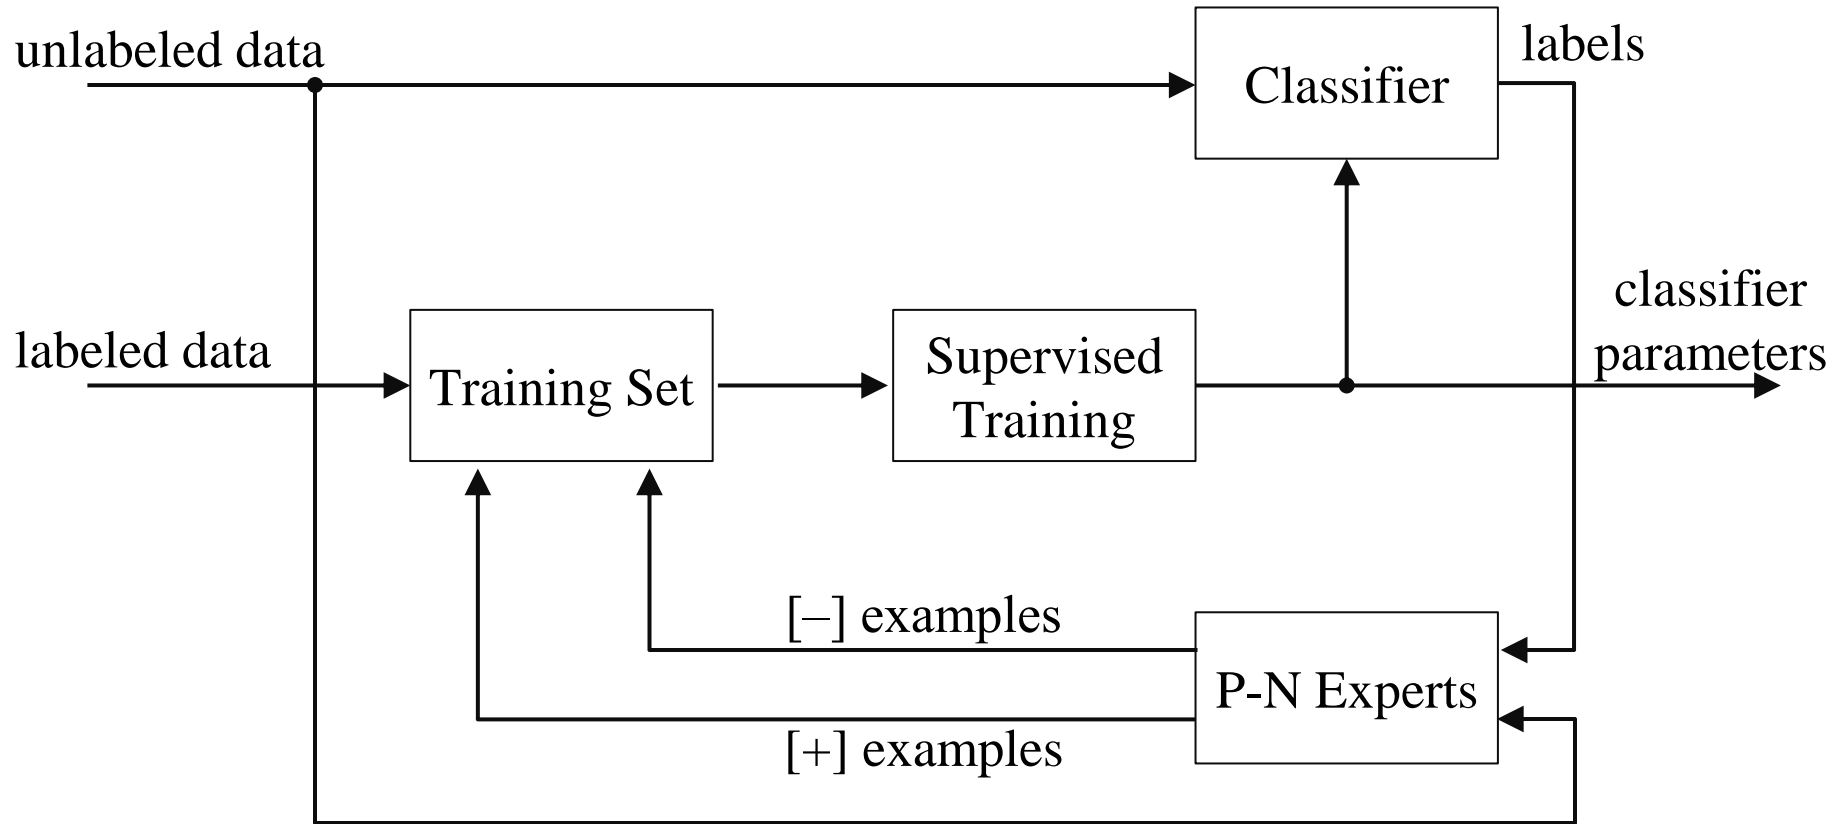 unlabeled data
Classifier
labels
classifier
parameters
labeled data
Training Set
Supervised
Training
[–] examples
P-N Experts
[+] examples